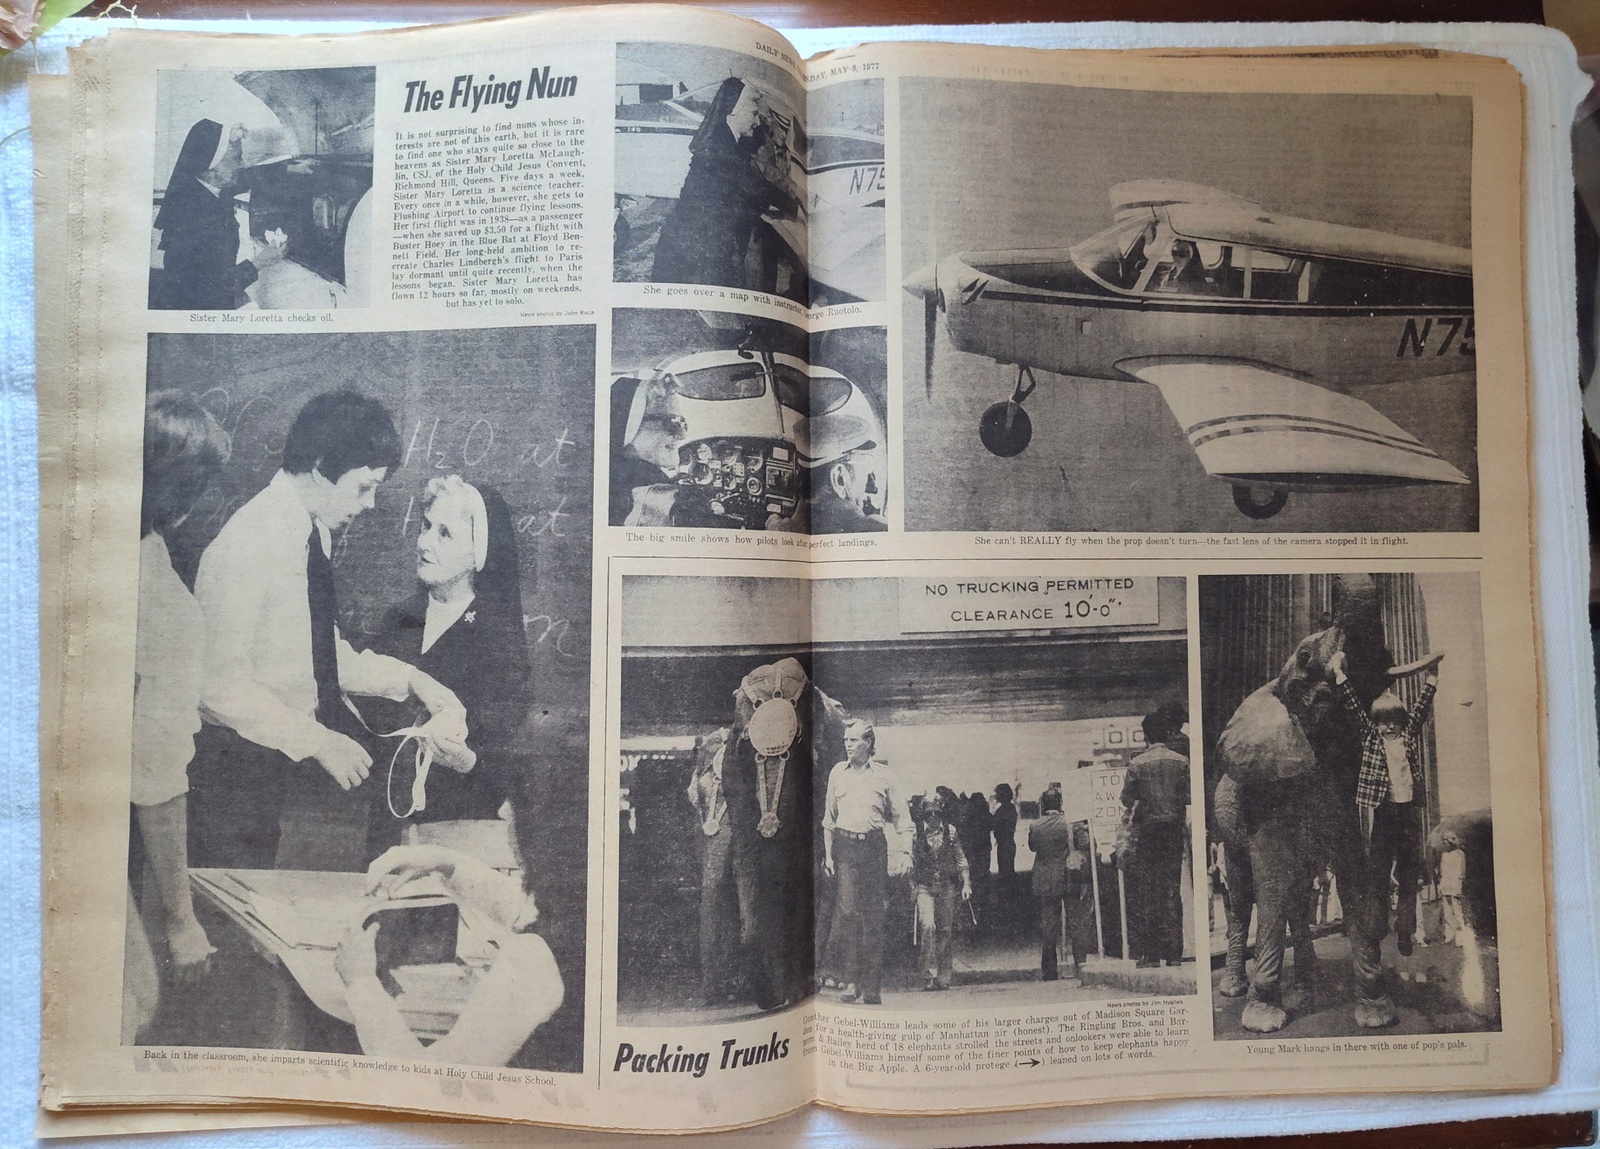 DAILY NEWS
SDAY, MAY 5, 1977
The Flying Nun
It is not surprising to find nuns whose in-
terests are not of this earth, but it is rare
to find one who stays quite so close to the
heavens as Sister Mary Loretta McLaugh-
lin, CSJ, of the Holy Child Jesus Convent,
Richmond Hill, Queens. Five days a week,
Sister Mary Loretta is a science teacher.
Every once in a while, however, she gets to
Flushing Airport to continue flying lessons.
Her first flight was in 1938—as a passenger
—when she saved up $3.50 for a flight with
Buster Hoey in the Blue Bat at Floyd Ben-
nett Field. Her long-held ambition to re-
create Charles Lindbergh's flight to Paris
lay dormant until quite recently, when the
lessons began. Sister Mary Loretta has
flown 12 hours so far, mostly on weekends,
but has yet to solo.
News photos by John Roca
Sister Mary Loretta checks oil.
N75
She goes over a map with instructor, orge Ruotolo.
The big smile shows how pilots look after perfect landings.
N75
She can't REALLY fly when the prop doesn't turn—the fast lens of the camera stopped it in flight.
H2O at
at
on
Back in the classroom, she imparts scientific knowledge to kids at Holy Child Jesus School.
NO TRUCKING PERMITTED
CLEARANCE 10'-0"
TO
AW
ZON
News photos by Jim Hughes
Packing Trunks
Gunther Gebel-Williams leads some of his larger charges out of Madison Square Gar-
den for a health-giving gulp of Manhattan air (honest). The Ringling Bros. and Bar-
num & Bailey herd of 18 elephants strolled the streets and onlookers were able to learn
from Gebel-Williams himself some of the finer points of how to keep elephants happy
in the Big Apple. A 6-year-old protege (→) leaned on lots of words.
Young Mark hangs in there with one of pop's pals.